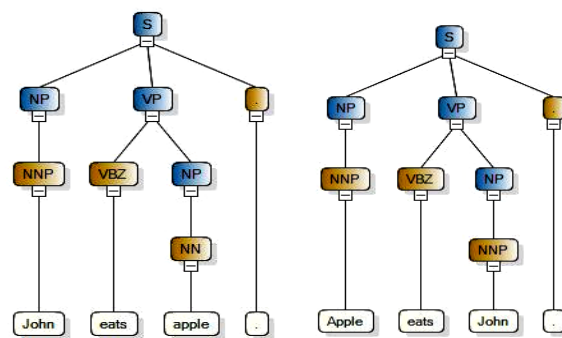 S
NP VP .
NNP VBZ NP
NN
John eats apple .
S
NP VP .
NNP VBZ NP
NNP
Apple eats John .